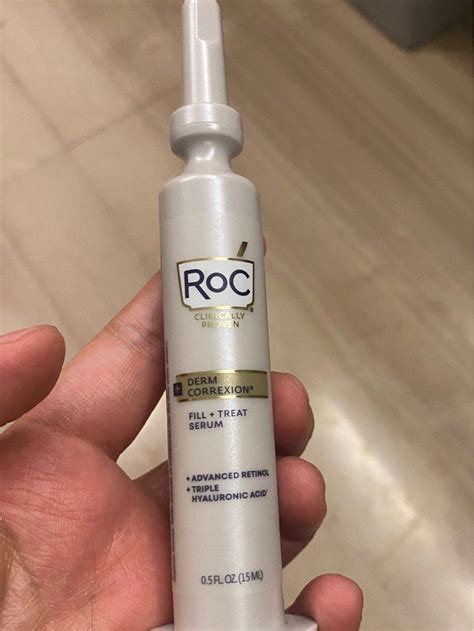 RoC®
CLINICALLY
PROVEN
+ DERM
CORREXION®
FILL + TREAT
SERUM
+ ADVANCED RETINOL
+ TRIPLE
HYALURONIC ACID
0.5 FL. OZ. (15 ML)